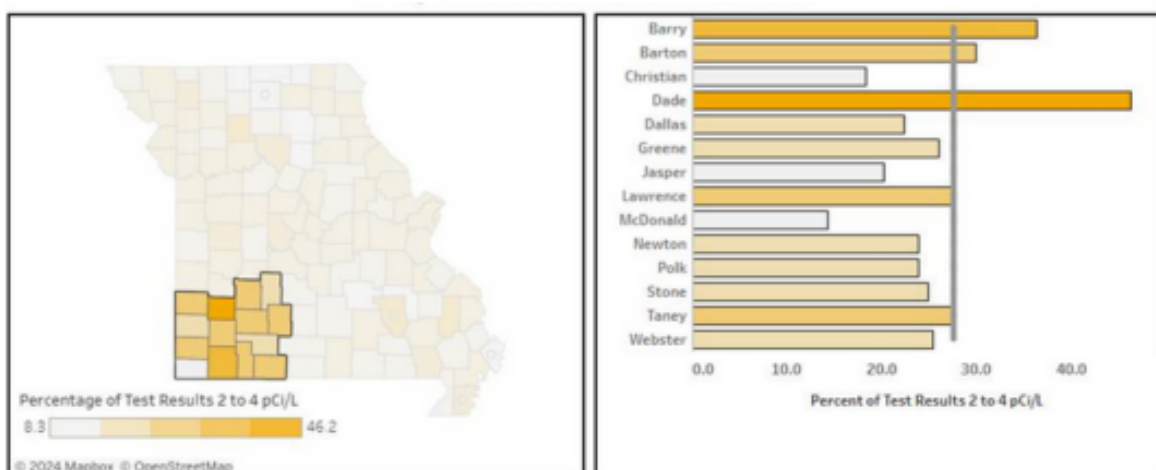 Percentage of Test Results 2 to 4 pCi/L
8.3 46.2
© 2024 Mapbox © OpenStreetMap
Barry
Barton
Christian
Dade
Dallas
Greene
Jasper
Lawrence
McDonald
Newton
Polk
Stone
Taney
Webster
0.0 10.0 20.0 30.0 40.0
Percent of Test Results 2 to 4 pCi/L